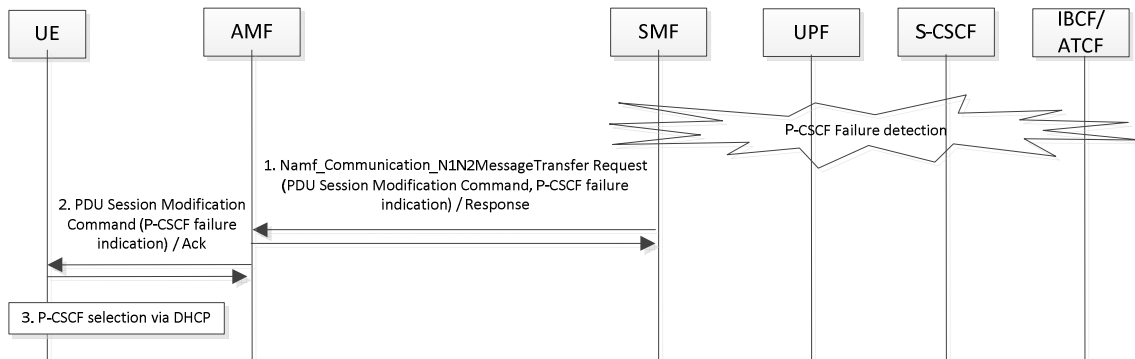 UE
AMF
SMF
UPF
S-CSCF
IBCF/
ATCF
P-CSCF Failure detection
1. Namf_Communication_N1N2MessageTransfer Request
(PDU Session Modification Command, P-CSCF failure
indication) / Response
2. PDU Session Modification
Command (P-CSCF failure
indication) / Ack
3. P-CSCF selection via DHCP